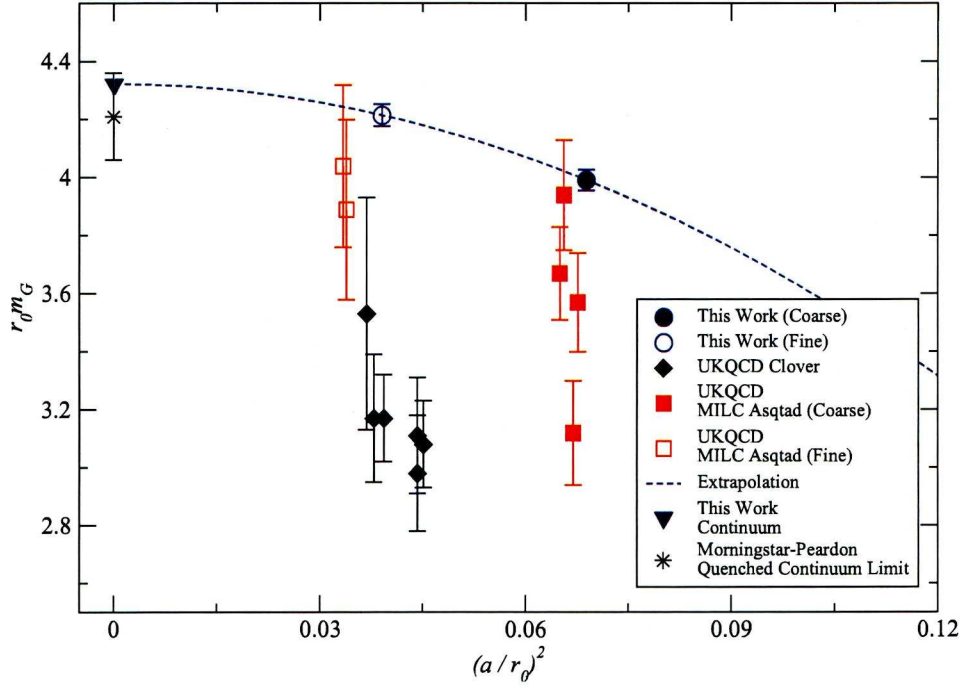 4.4
4
3.6
3.2
2.8
r₀m_G
0
0.03
0.06
0.09
0.12
(a/r₀)²
This Work (Coarse)
This Work (Fine)
UKQCD Clover
UKQCD
MILC Asqtad (Coarse)
UKQCD
MILC Asqtad (Fine)
Extrapolation
This Work
Continuum
Morningstar-Peardon
Quenched Continuum Limit